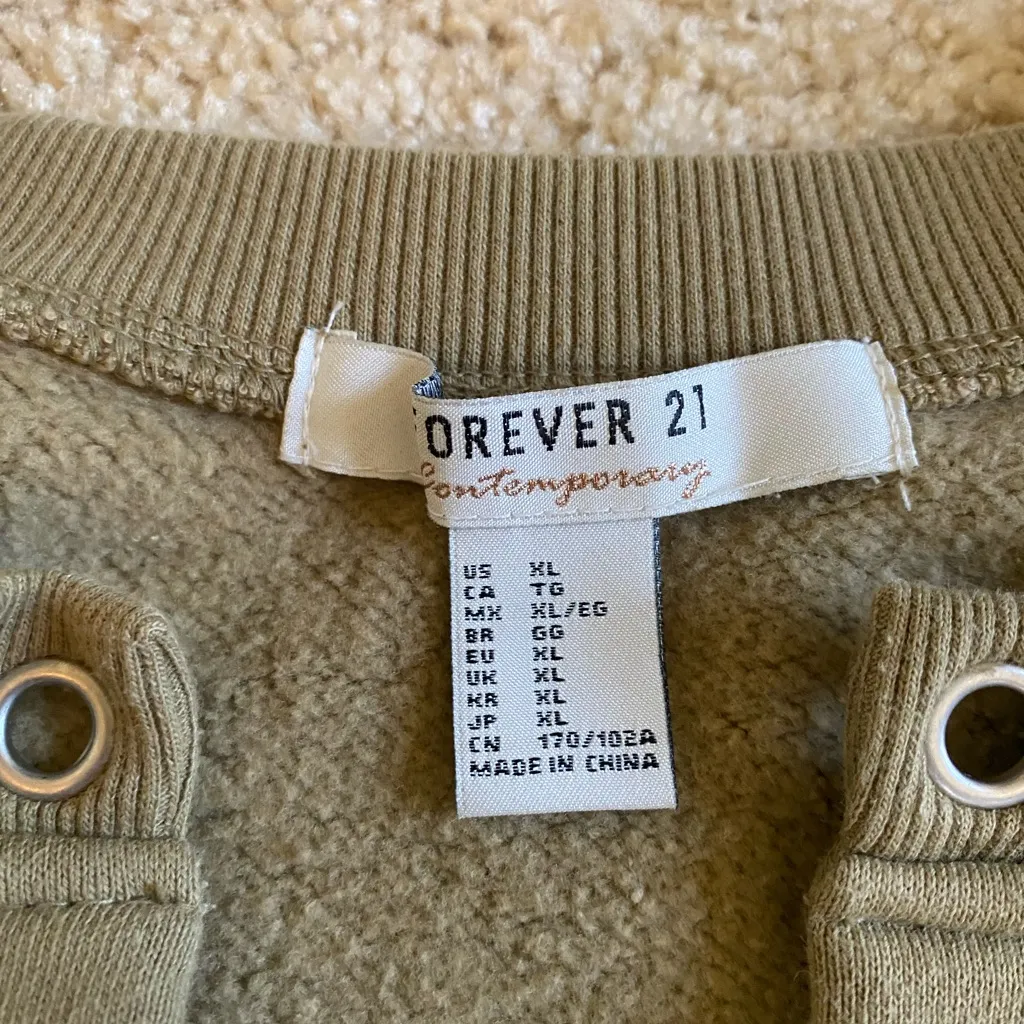 FOREVER 21
Contemporary
US XL
CA TG
MX XL/EG
BR GG
EU XL
UK XL
KR XL
JP XL
CN 170/102A
MADE IN CHINA